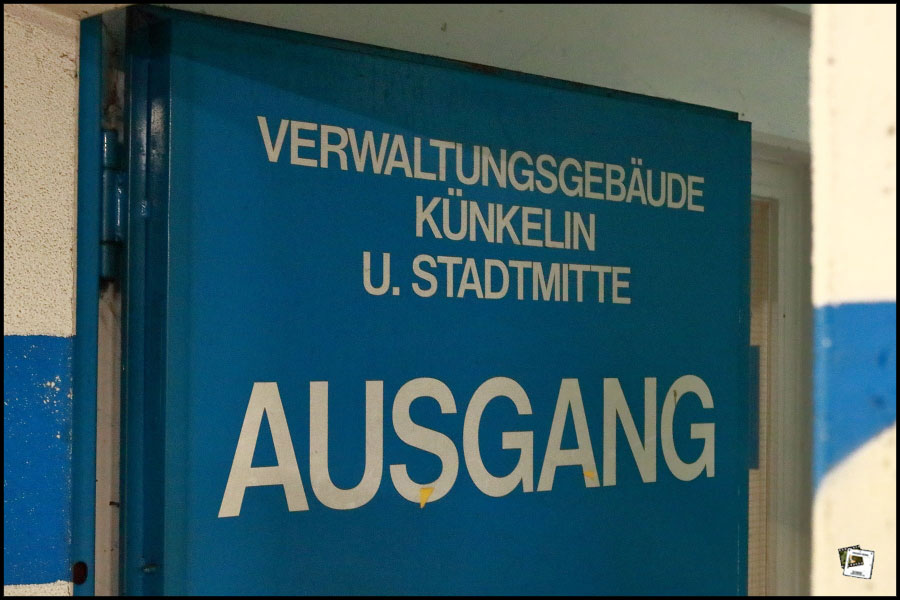 VERWALTUNGSGEBÄUDE
KÜNKELIN
U. STADTMITTE
AUSGANG